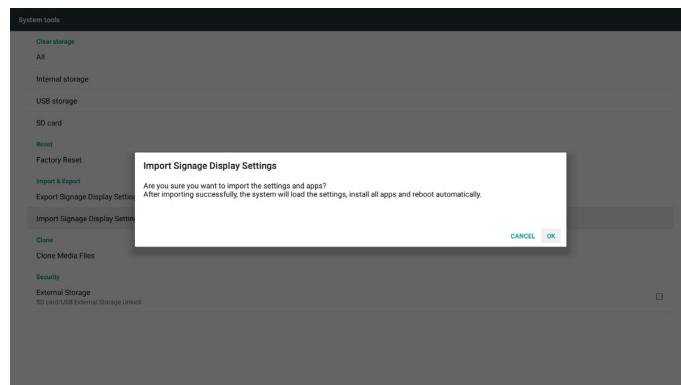 System tools
Clear storage
All
Internal storage
USB storage
SD card
Reset
Factory Reset
Import & Export
Export Signage Display Setting
Import Signage Display Settin
Clone
Clone Media Files
Security
External Storage
SD card/USB External Storage Unlock
Import Signage Display Settings
Are you sure you want to import the settings and apps?
After importing successfully, the system will load the settings, install all apps and reboot automatically.
CANCEL OK